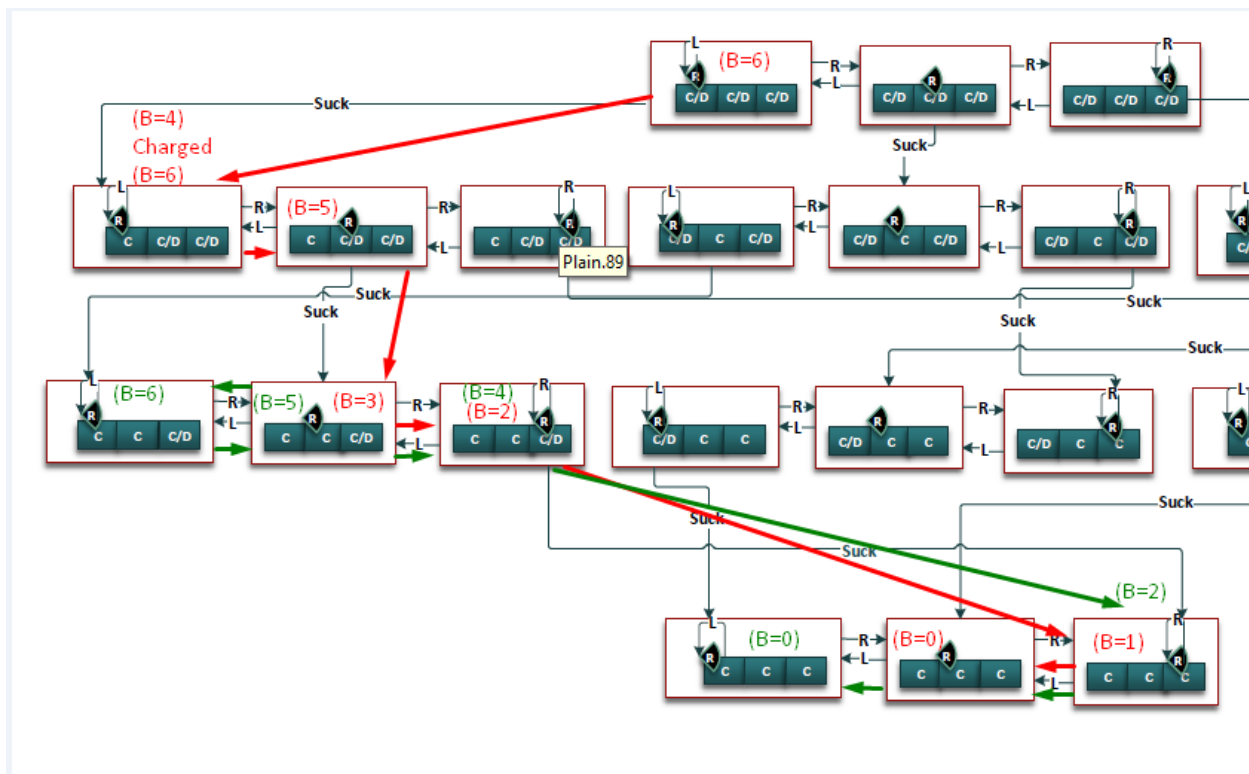 L R
(B=6) R R R
L L
C/D C/D C/D C/D C/D C/D C/D C/D C/D
Suck
(B=4)
Charged
(B=6)
Suck
L R L R L
R (B=5) R R R R
R R R R R R R
L L L L
C C/D C/D C C/D C/D C C/D C/D C/D C C/D C/D C C/D C/D C C/D
Plain.89
Suck Suck
Suck Suck
Suck
L (B=6) (B=4) R L R L
R (B=5) (B=3) R (B=2) R R
R R R R R R R
L L L L
C C C/D C C C/D C C C/D C/D C C C/D C C C/D C C
Suck
Suck
Suck
(B=2)
L (B=0) R (B=0) R (B=1) R
R L R L R
C C C C C C C C C